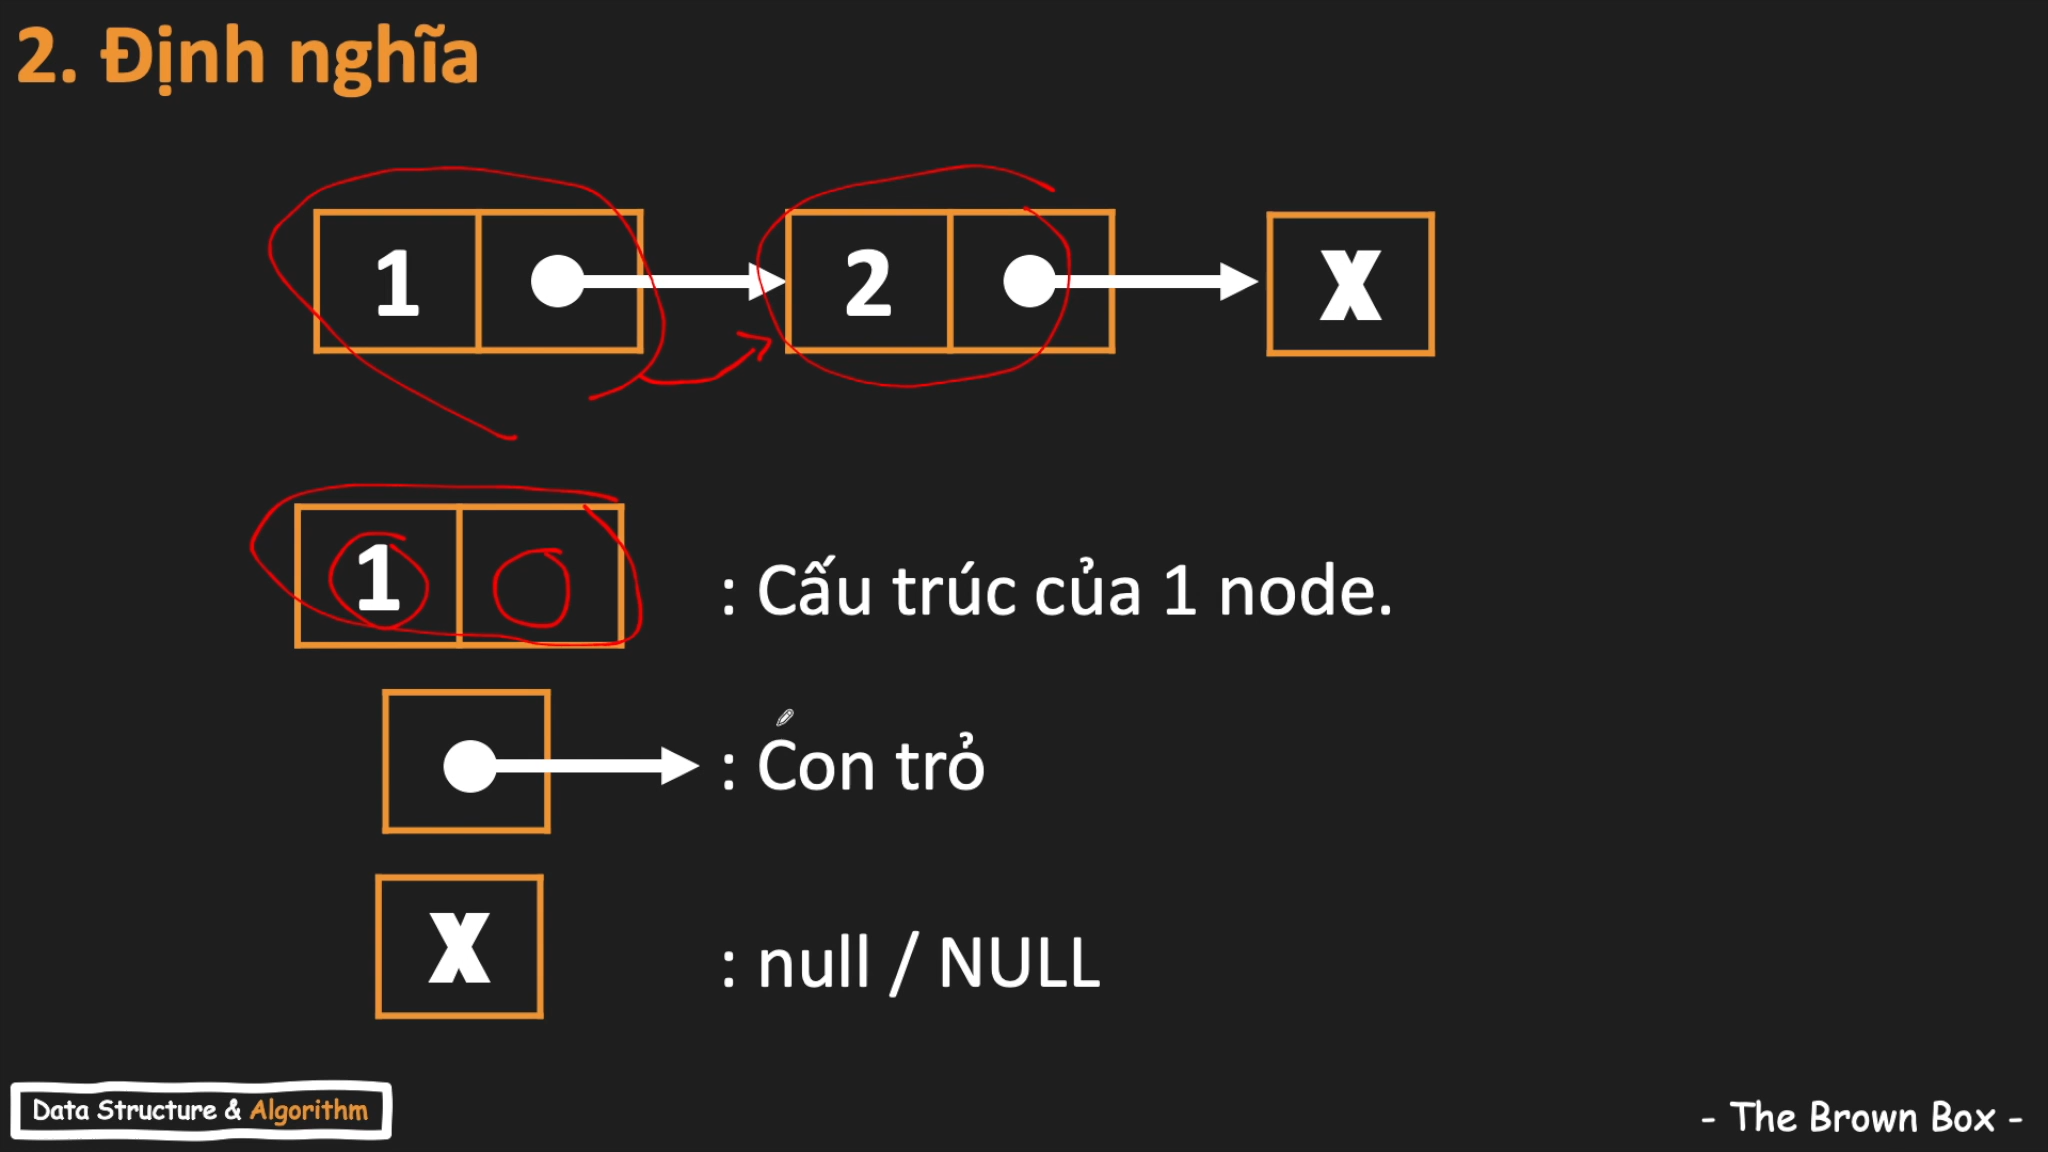 2. Định nghĩa
1 2 X
1 : Cấu trúc của 1 node.
: Con trỏ
X : null / NULL
Data Structure & Algorithm
- The Brown Box -